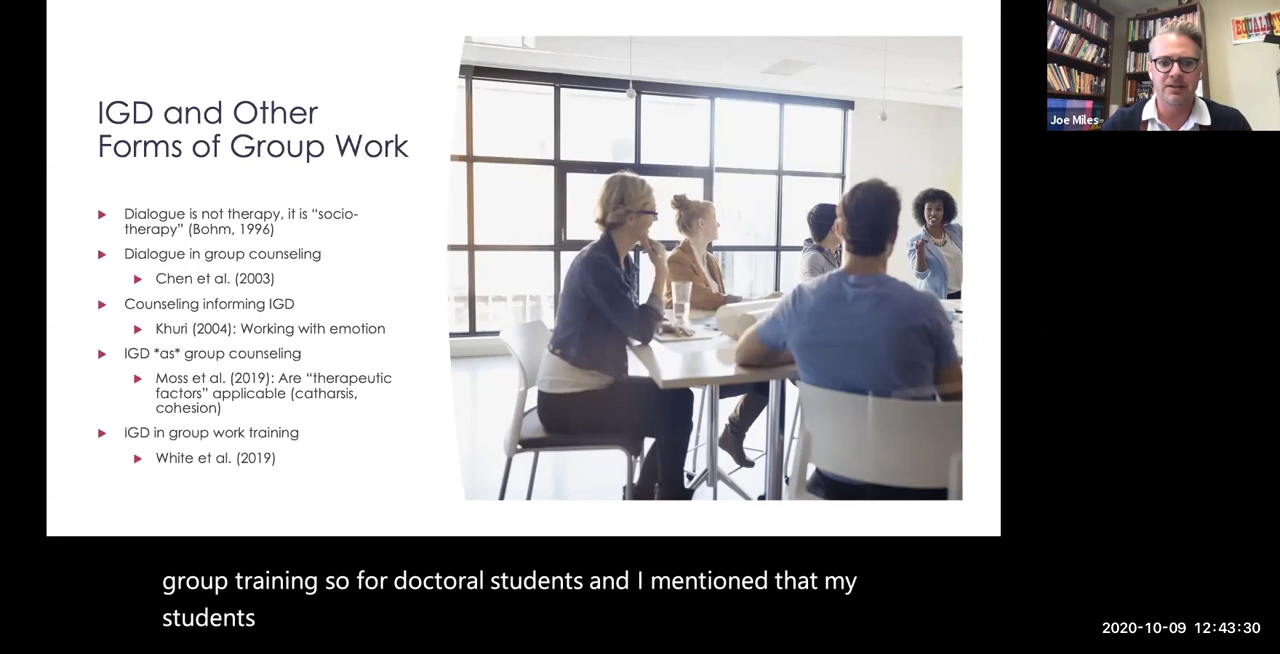 IGD and Other
Forms of Group Work
Dialogue is not therapy, it is “socio-
therapy” (Bohm, 1996)
Dialogue in group counseling
Chen et al. (2003)
Counseling informing IGD
Khuri (2004): Working with emotion
IGD *as* group counseling
Moss et al. (2019): Are “therapeutic
factors” applicable (catharsis,
cohesion)
IGD in group work training
White et al. (2019)
Joe Miles
group training so for doctoral students and I mentioned that my
students
2020-10-09 12:43:30